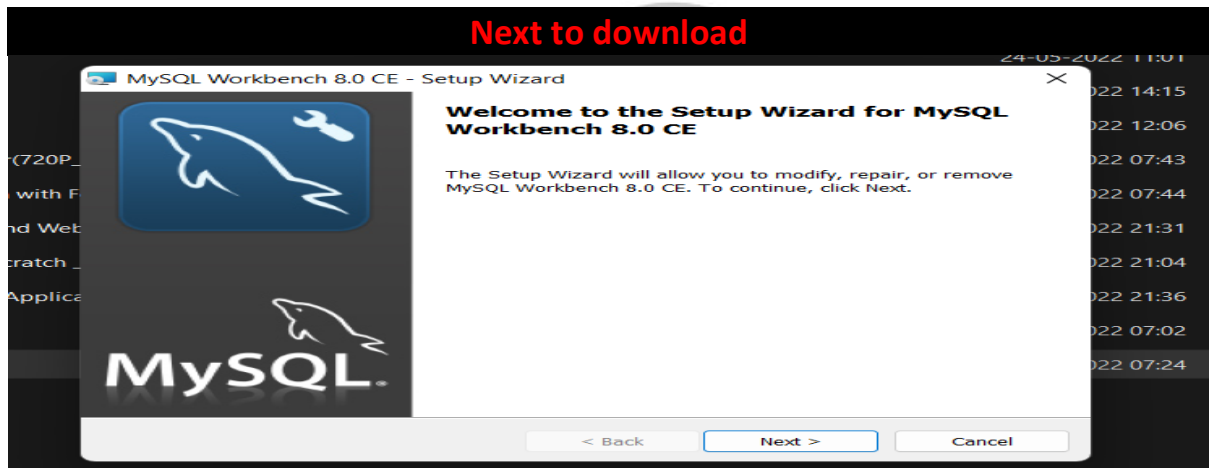 Next to download
24-05-2022 11:01
MySQL Workbench 8.0 CE - Setup Wizard
022 14:15
Welcome to the Setup Wizard for MySQL
Workbench 8.0 CE
022 12:06
(720P_
022 07:43
The Setup Wizard will allow you to modify, repair, or remove
MySQL Workbench 8.0 CE. To continue, click Next.
with F
022 07:44
nd Web
022 21:31
cratch _
022 21:04
Applica
022 21:36
022 07:02
MySQL®
022 07:24
< Back Next > Cancel